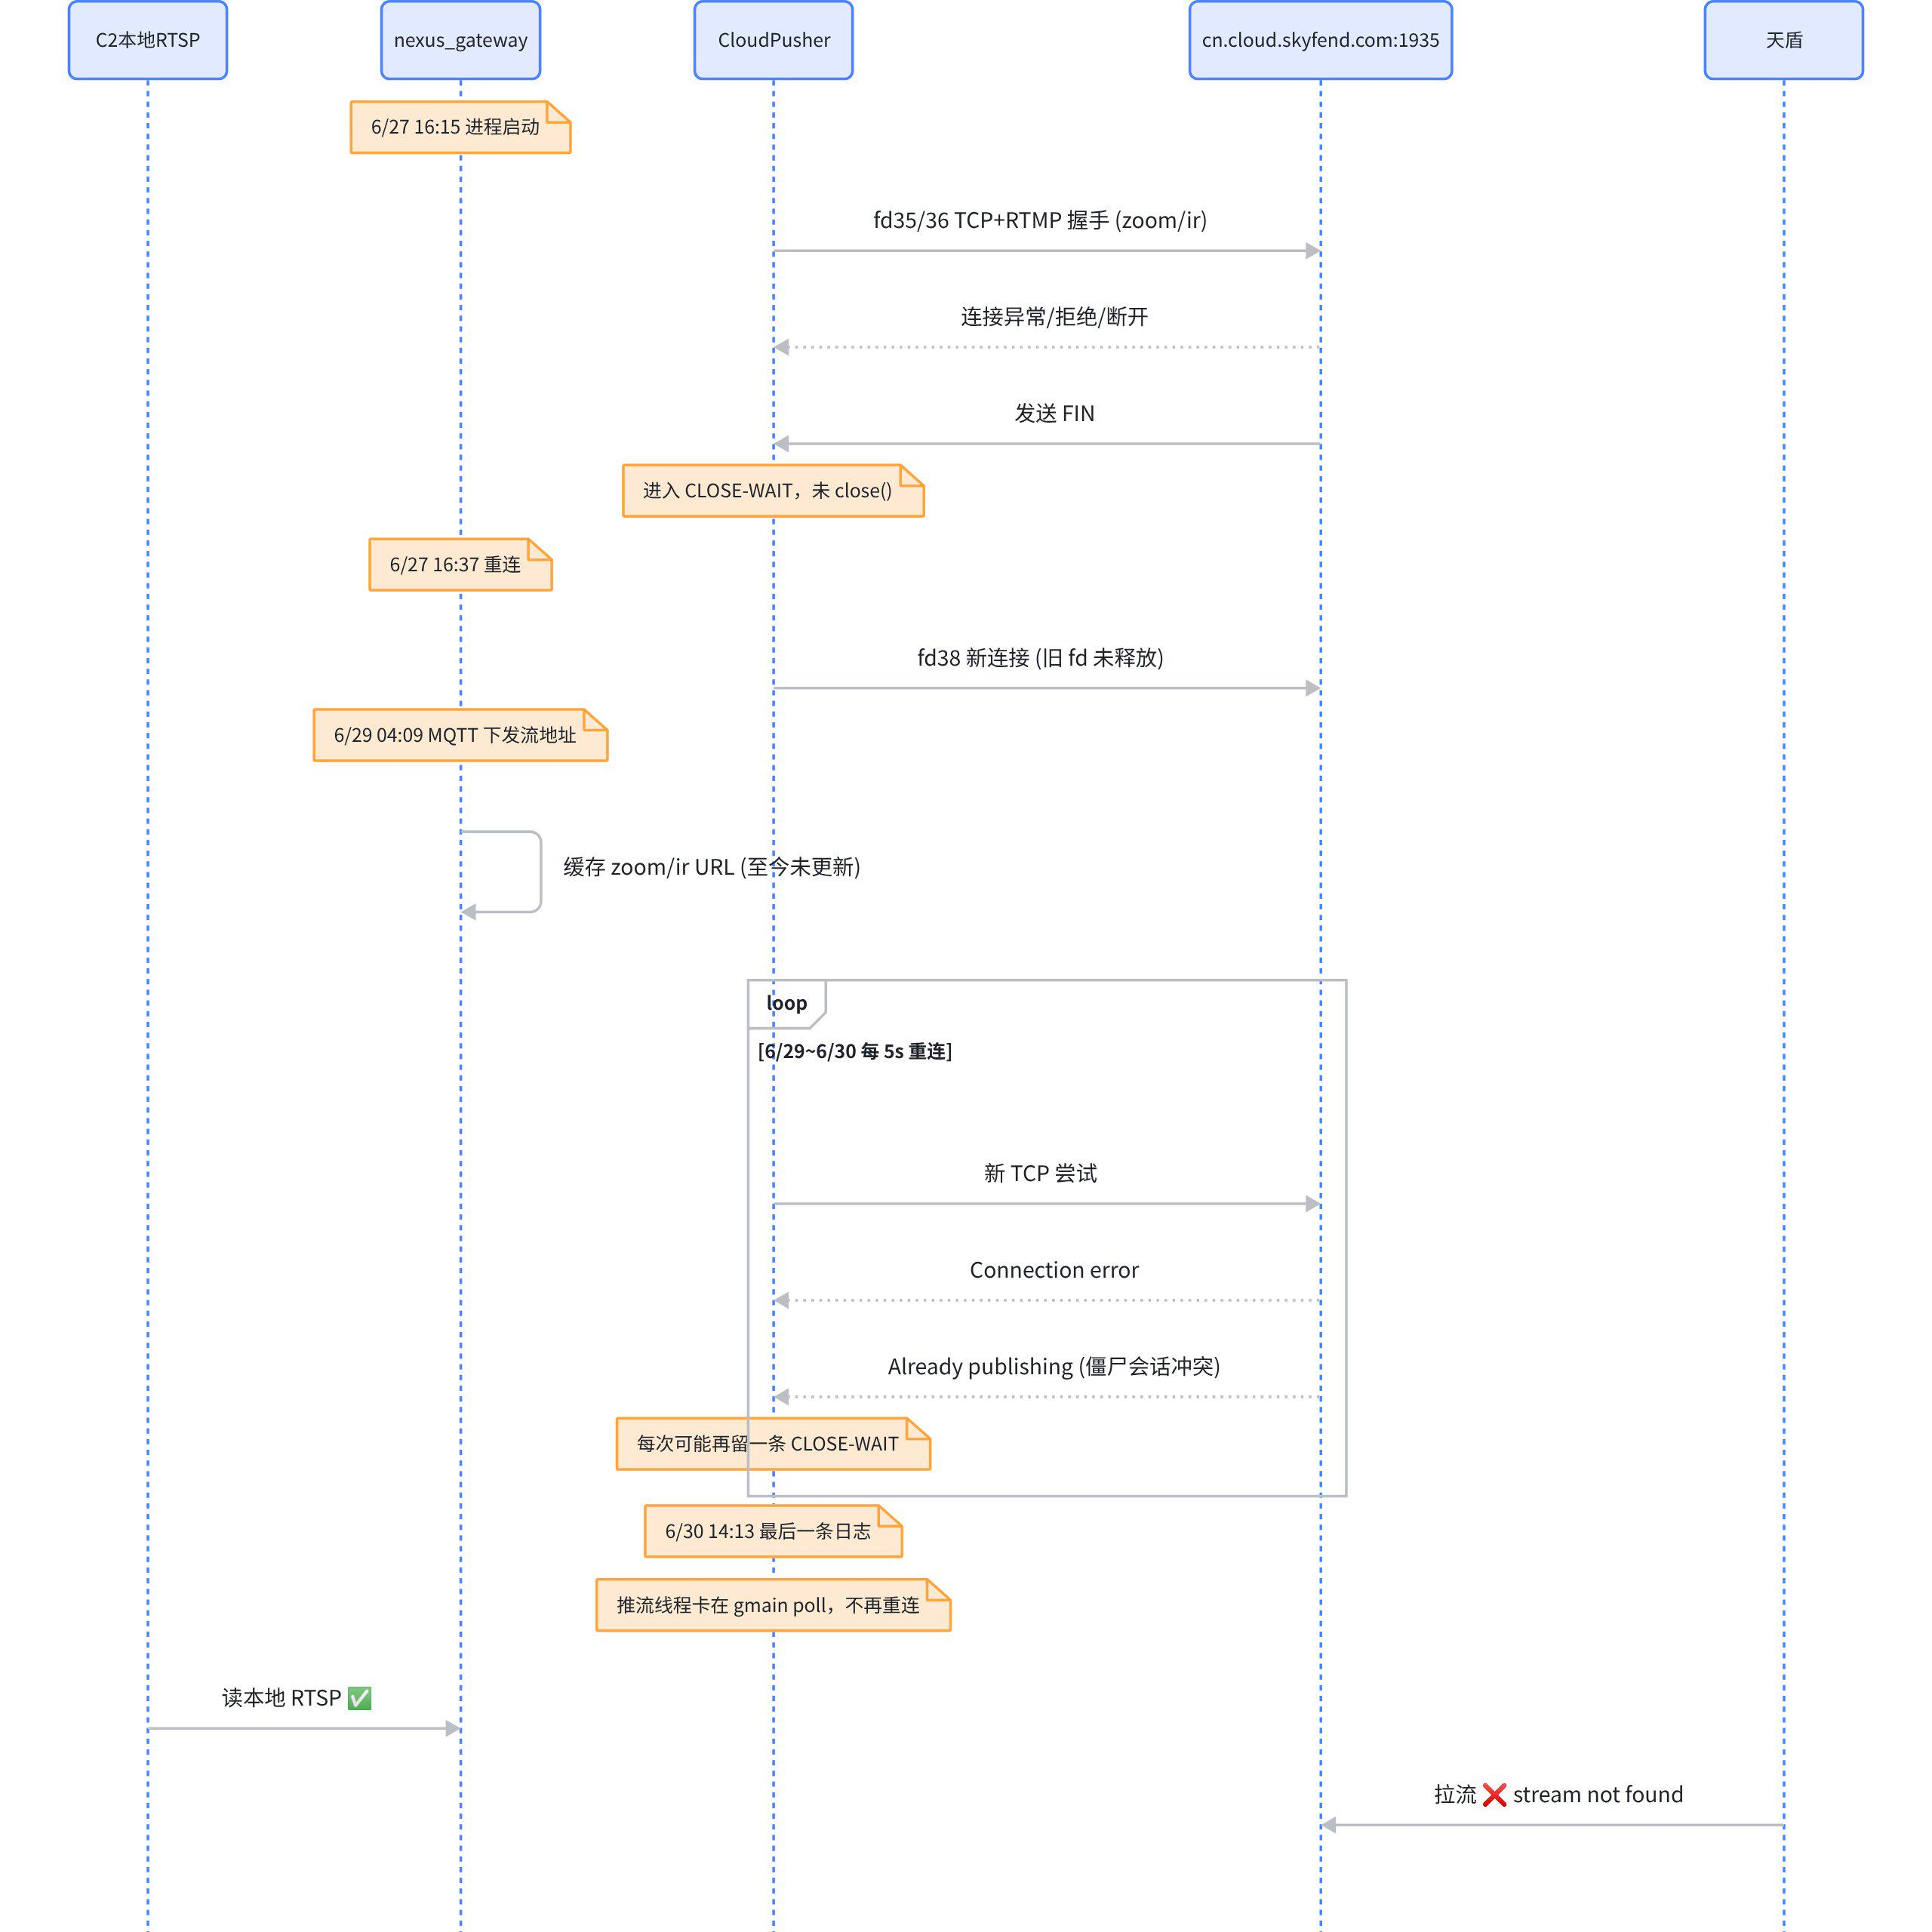 C2本地RTSP
nexus_gateway
CloudPusher
cn.cloud.skyfend.com:1935
天盾
6/27 16:15 进程启动
fd35/36 TCP+RTMP 握手 (zoom/ir)
连接异常/拒绝/断开
发送 FIN
进入 CLOSE-WAIT，未 close()
6/27 16:37 重连
fd38 新连接 (旧 fd 未释放)
6/29 04:09 MQTT 下发流地址
缓存 zoom/ir URL (至今未更新)
loop
[6/29~6/30 每 5s 重连]
新 TCP 尝试
Connection error
Already publishing (僵尸会话冲突)
每次可能再留一条 CLOSE-WAIT
6/30 14:13 最后一条日志
推流线程卡在 gmain poll，不再重连
读本地 RTSP ✅
拉流 ❌ stream not found